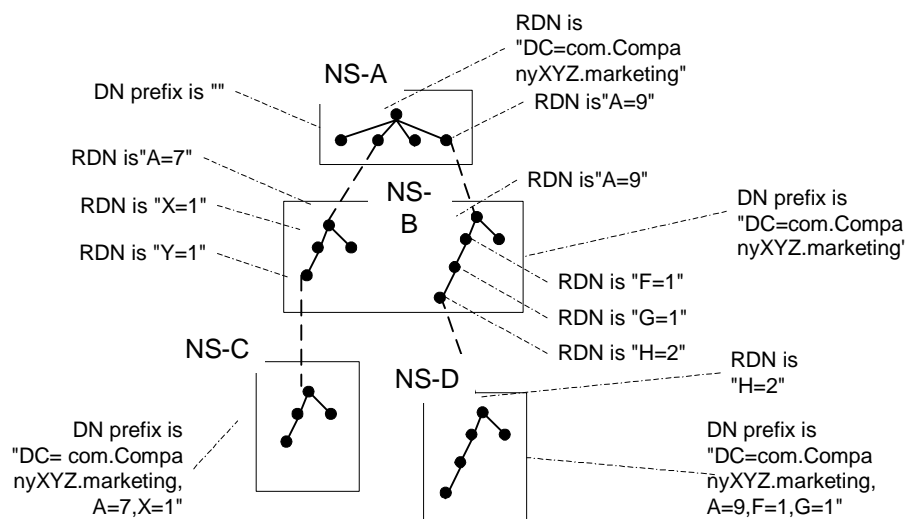 RDN is
"DC=com.Compa
nyXYZ.marketing"
NS-A
DN prefix is ""
RDN is"A=9"
RDN is"A=7"
NS-
B
RDN is"A=9"
RDN is "X=1"
DN prefix is
"DC=com.Compa
nyXYZ.marketing"
RDN is "Y=1"
RDN is "F=1"
RDN is "G=1"
RDN is "H=2"
NS-C
NS-D
RDN is
"H=2"
DN prefix is
"DC= com.Compa
nyXYZ.marketing,
A=7,X=1"
DN prefix is
"DC=com.Compa
nyXYZ.marketing,
A=9,F=1,G=1"